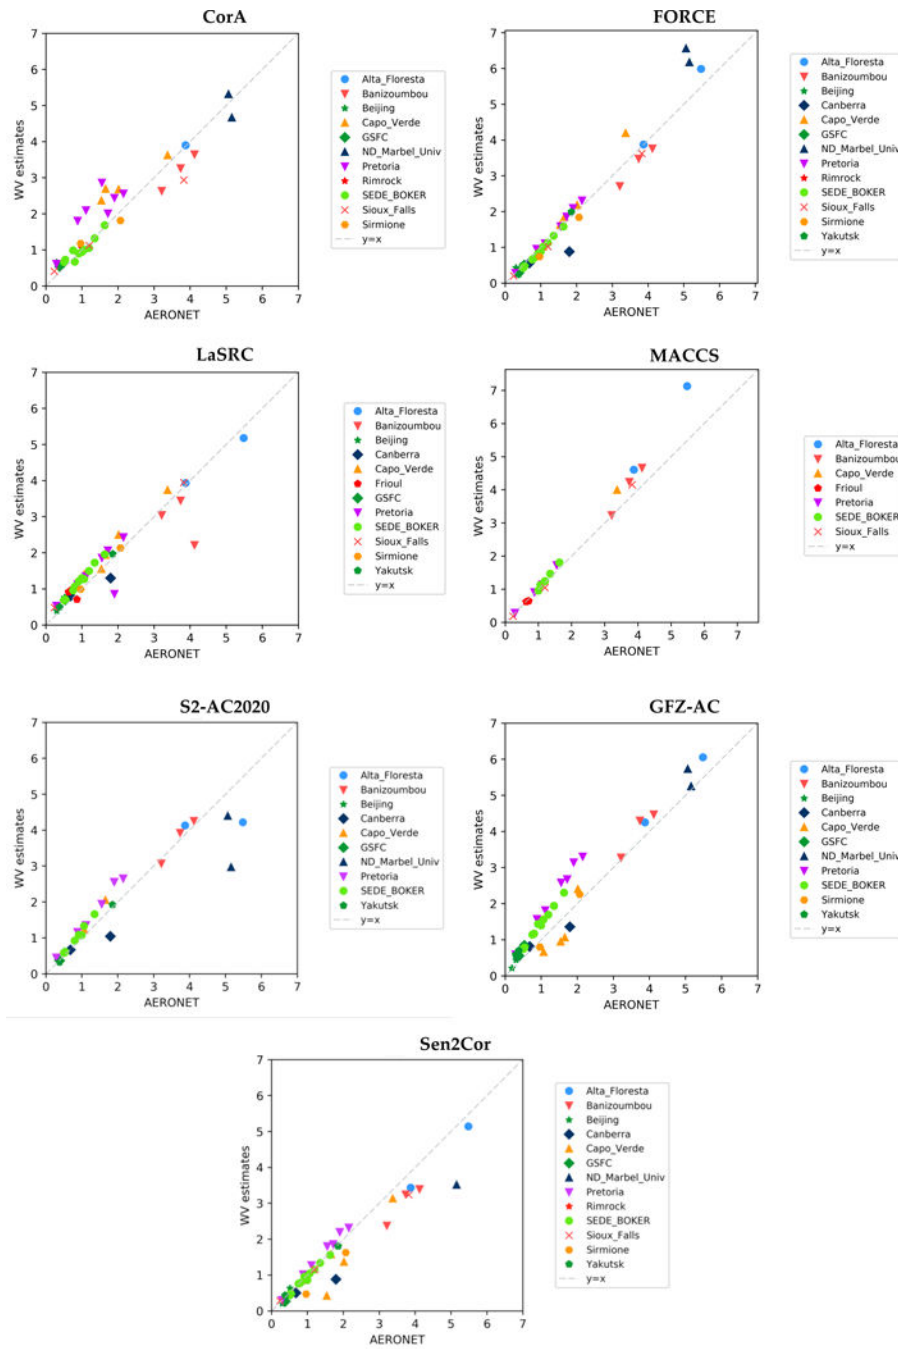 CorA
7
6
5
4
3
2
1
0
WV estimates
0 1 2 3 4 5 6 7
AERONET
Alta_Floresta
Banizoumbou
Beijing
Capo_Verde
GSFC
ND_Marbel_Univ
Pretoria
Rimrock
SEDE_BOKER
Sioux_Falls
Sirmione
y=x
FORCE
7
6
5
4
3
2
1
0
WV estimates
0 1 2 3 4 5 6 7
AERONET
Alta_Floresta
Banizoumbou
Beijing
Canberra
Capo_Verde
GSFC
ND_Marbel_Univ
Pretoria
Rimrock
SEDE_BOKER
Sioux_Falls
Sirmione
Yakutsk
y=x
LaSRC
7
6
5
4
3
2
1
0
WV estimates
0 1 2 3 4 5 6 7
AERONET
Alta_Floresta
Banizoumbou
Beijing
Canberra
Capo_Verde
Frioul
GSFC
Pretoria
SEDE_BOKER
Sioux_Falls
Sirmione
Yakutsk
y=x
MACCS
7
6
5
4
3
2
1
0
WV estimates
0 1 2 3 4 5 6 7
AERONET
Alta_Floresta
Banizoumbou
Capo_Verde
Frioul
Pretoria
SEDE_BOKER
Sioux_Falls
y=x
S2-AC2020
7
6
5
4
3
2
1
0
WV estimates
0 1 2 3 4 5 6 7
AERONET
Alta_Floresta
Banizoumbou
Beijing
Canberra
Capo_Verde
GSFC
ND_Marbel_Univ
Pretoria
SEDE_BOKER
Yakutsk
y=x
GFZ-AC
7
6
5
4
3
2
1
0
WV estimates
0 1 2 3 4 5 6 7
AERONET
Alta_Floresta
Banizoumbou
Beijing
Canberra
Capo_Verde
GSFC
ND_Marbel_Univ
Pretoria
SEDE_BOKER
Sirmione
Yakutsk
y=x
Sen2Cor
7
6
5
4
3
2
1
0
WV estimates
0 1 2 3 4 5 6 7
AERONET
Alta_Floresta
Banizoumbou
Beijing
Canberra
Capo_Verde
GSFC
ND_Marbel_Univ
Pretoria
Rimrock
SEDE_BOKER
Sioux_Falls
Sirmione
Yakutsk
y=x